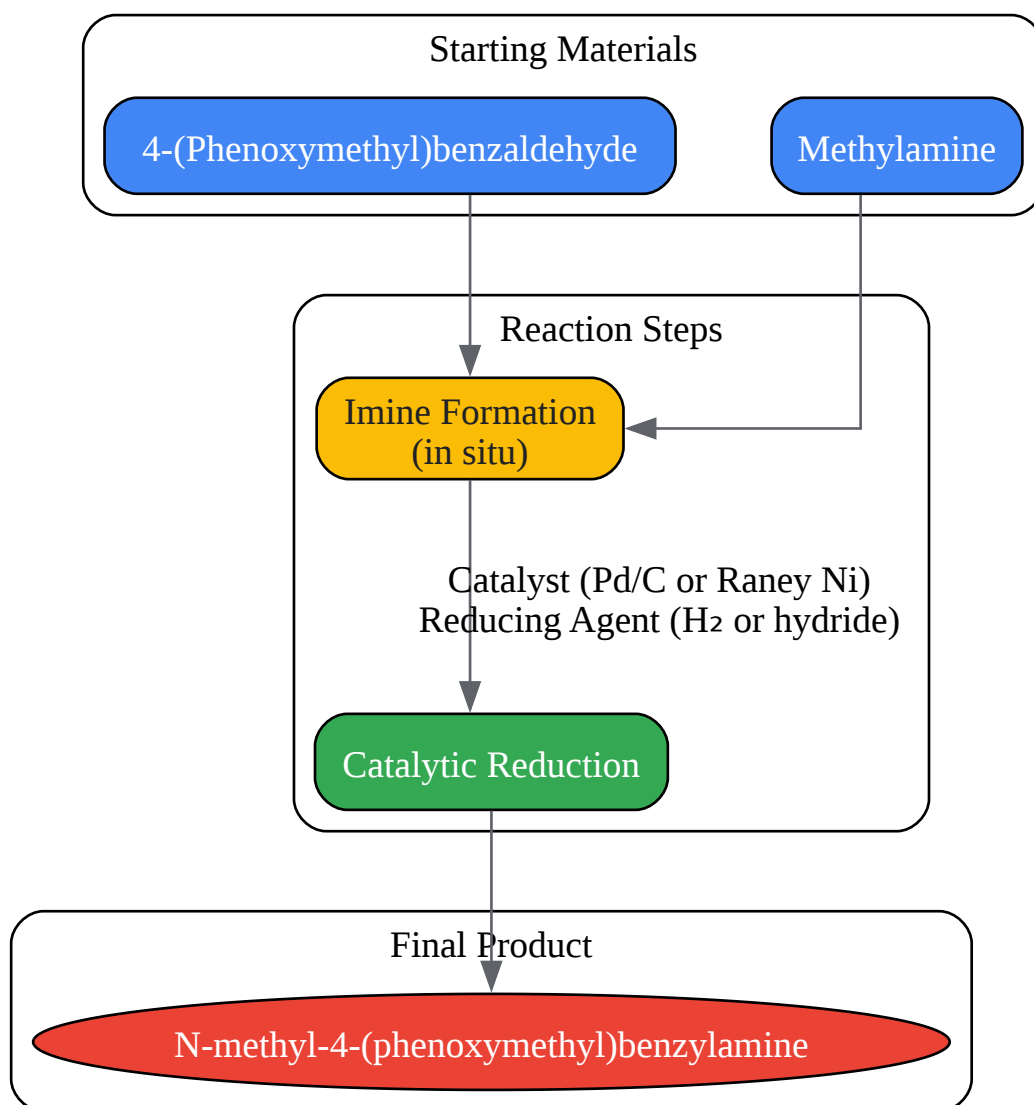 Starting Materials
4-(Phenoxymethyl)benzaldehyde
Methylamine
Reaction Steps
Imine Formation
(in situ)
Catalyst (Pd/C or Raney Ni)
Reducing Agent (H₂ or hydride)
Catalytic Reduction
Final Product
N-methyl-4-(phenoxymethyl)benzylamine